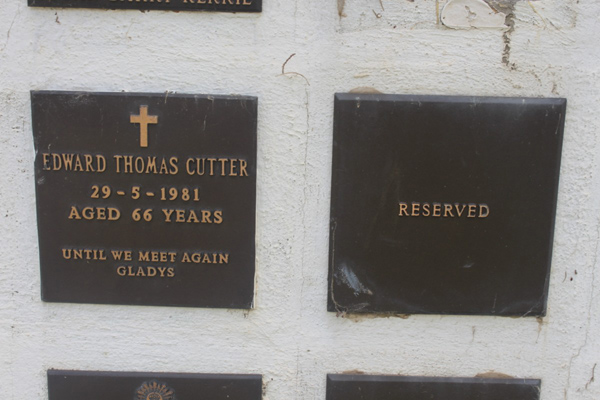 EDWARD THOMAS CUTTER
29-5-1981
AGED 66 YEARS
UNTIL WE MEET AGAIN
GLADYS
RESERVED